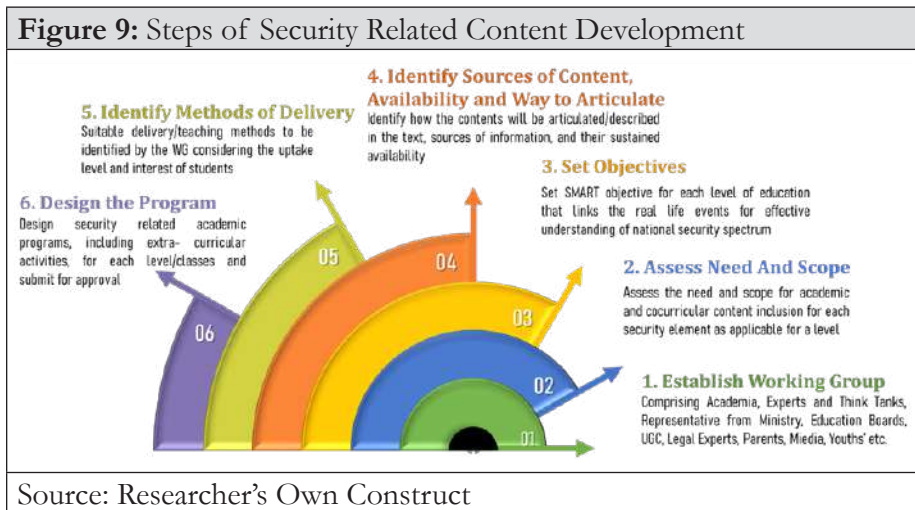 Figure 9: Steps of Security Related Content Development
4. Identify Sources of Content,
Availability and Way to Articulate
Identify how the contents will be articulated/described
in the text, sources of information, and their sustained
availability
5. Identify Methods of Delivery
Suitable delivery/teaching methods to be
identified by the WG considering the uptake
level and interest of students
3. Set Objectives
Set SMART objective for each level of education
that links the real life events for effective
understanding of national security spectrum
6. Design the Program
Design security related academic
programs, including extra- curricular
activities, for each level/classes and
submit for approval
2. Assess Need And Scope
Assess the need and scope for academic
and cocurricular content inclusion for each
security element as applicable for a level
1. Establish Working Group
Comprising Academia, Experts and Think Tanks,
Representative from Ministry, Education Boards,
UGC, Legal Experts, Parents, Miedia, Youths' etc.
06
05
04
03
02
01
Source: Researcher's Own Construct